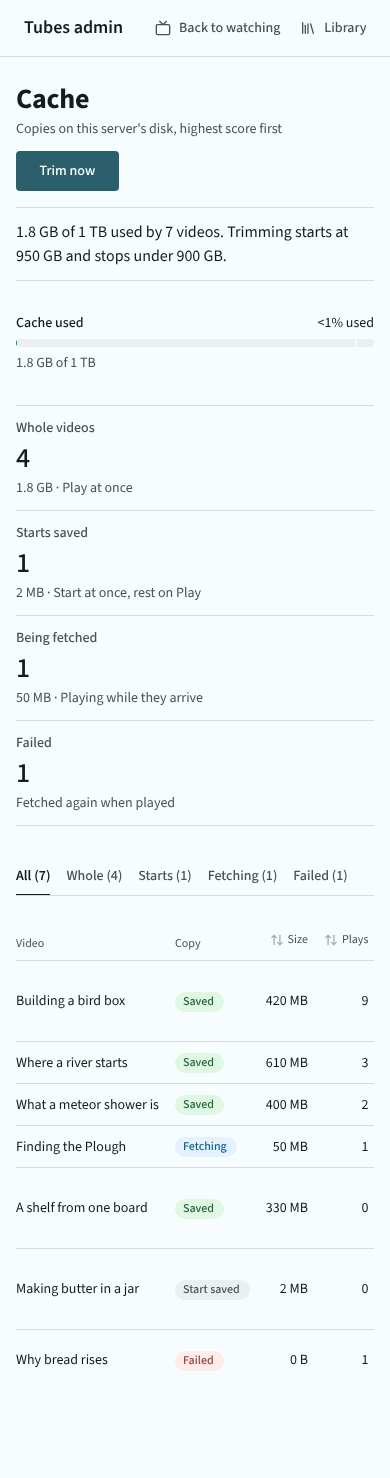 Tubes admin
Back to watching
Library
Cache
Copies on this server's disk, highest score first
Trim now
1.8 GB of 1 TB used by 7 videos. Trimming starts at
950 GB and stops under 900 GB.
Cache used
<1% used
1.8 GB of 1 TB
Whole videos
4
1.8 GB · Play at once
Starts saved
1
2 MB · Start at once, rest on Play
Being fetched
1
50 MB · Playing while they arrive
Failed
1
Fetched again when played
All (7) Whole (4) Starts (1) Fetching (1) Failed (1)
Video Copy Size Plays
Building a bird box Saved 420 MB 9
Where a river starts Saved 610 MB 3
What a meteor shower is Saved 400 MB 2
Finding the Plough Fetching 50 MB 1
A shelf from one board Saved 330 MB 0
Making butter in a jar Start saved 2 MB 0
Why bread rises Failed 0 B 1